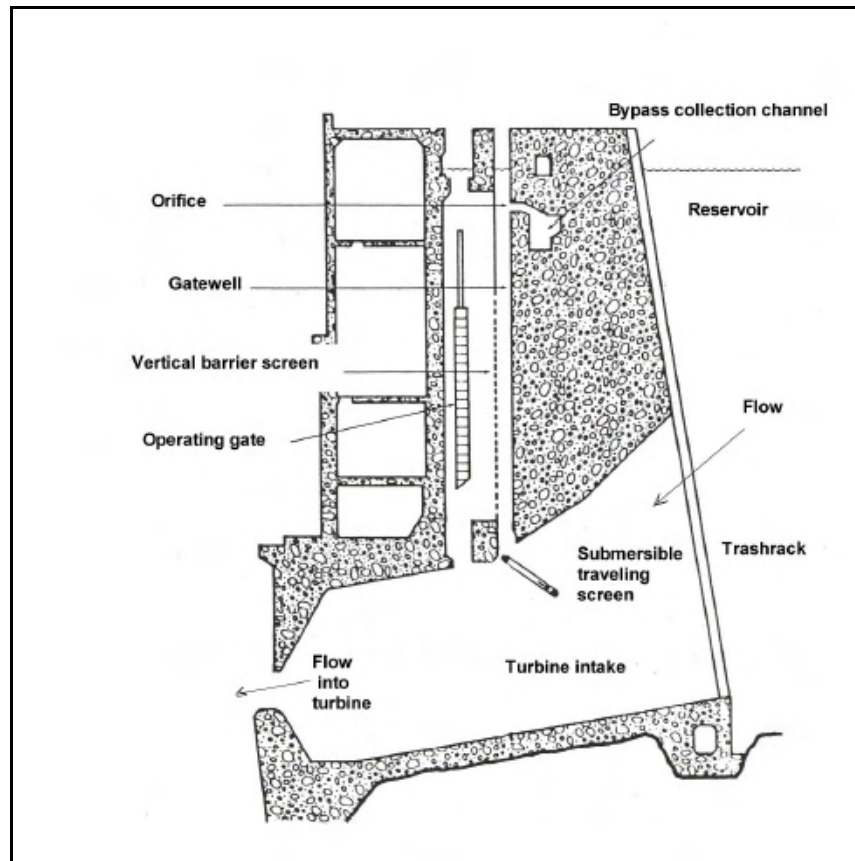 Bypass collection
channel
Orifice
Reservoir
Gatewell
Vertical barrier screen
Flow
Operating gate
Submersible
traveling
screen
Trashrack
Flow
into
turbine
Turbine intake